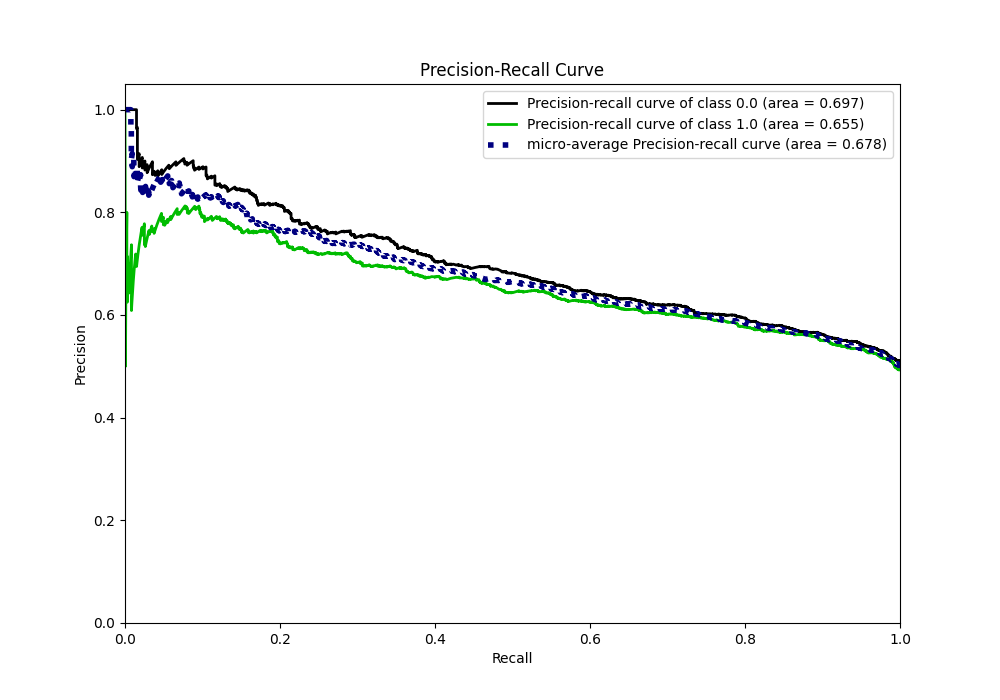 Precision-Recall Curve
Precision-recall curve of class 0.0 (area = 0.697)
Precision-recall curve of class 1.0 (area = 0.655)
micro-average Precision-recall curve (area = 0.678)
1.0
0.8
0.6
0.4
0.2
0.0
Precision
0.0 0.2 0.4 0.6 0.8 1.0
Recall